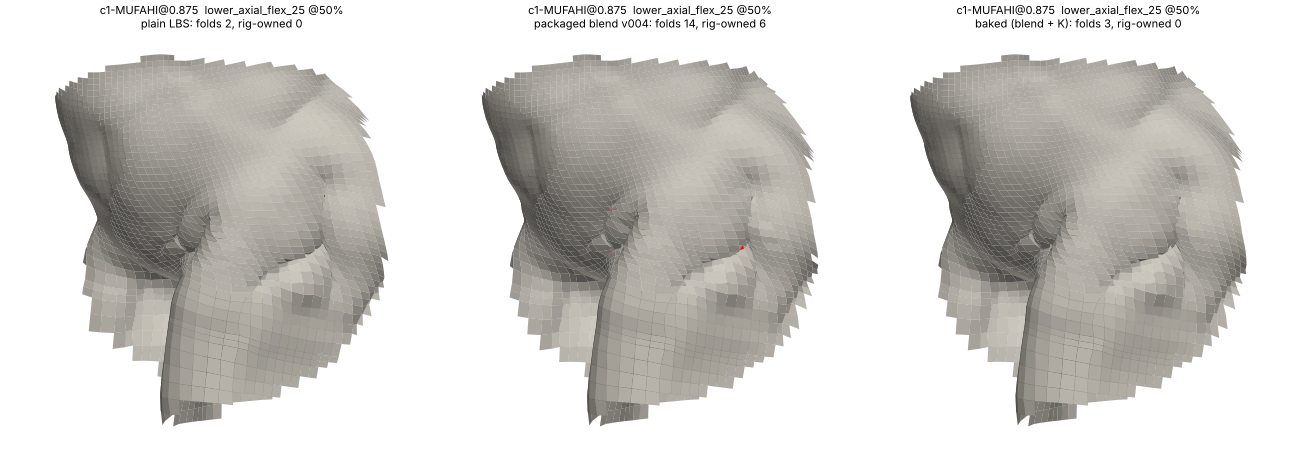 c1-MUFAHI@0.875  lower_axial_flex_25 @50%
plain LBS: folds 2, rig-owned 0
c1-MUFAHI@0.875  lower_axial_flex_25 @50%
packaged blend v004: folds 14, rig-owned 6
c1-MUFAHI@0.875  lower_axial_flex_25 @50%
baked (blend + K): folds 3, rig-owned 0